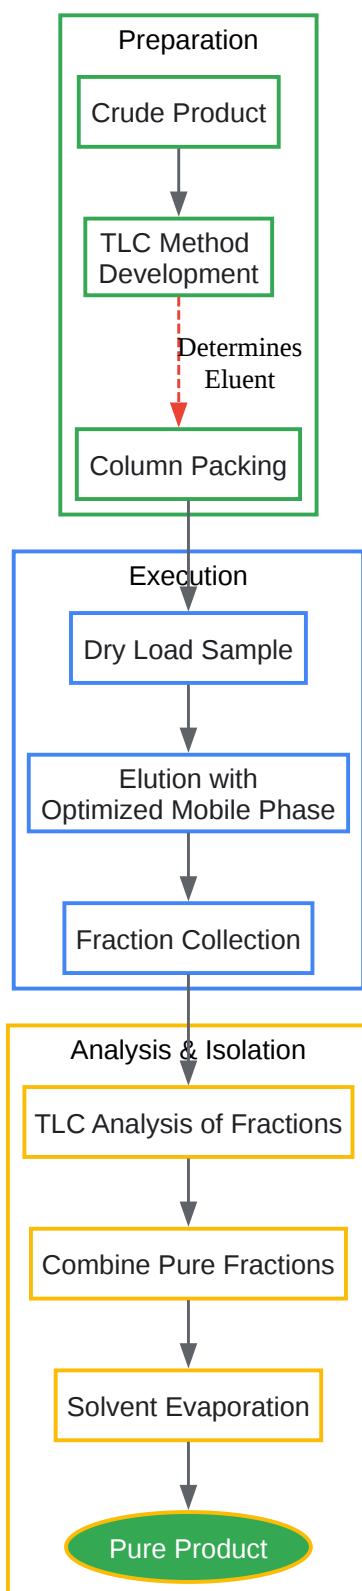 Preparation
Crude Product
TLC Method
Development
Determines
Eluent
Column Packing
Execution
Dry Load Sample
Elution with
Optimized Mobile Phase
Fraction Collection
Analysis & Isolation
TLC Analysis of Fractions
Combine Pure Fractions
Solvent Evaporation
Pure Product